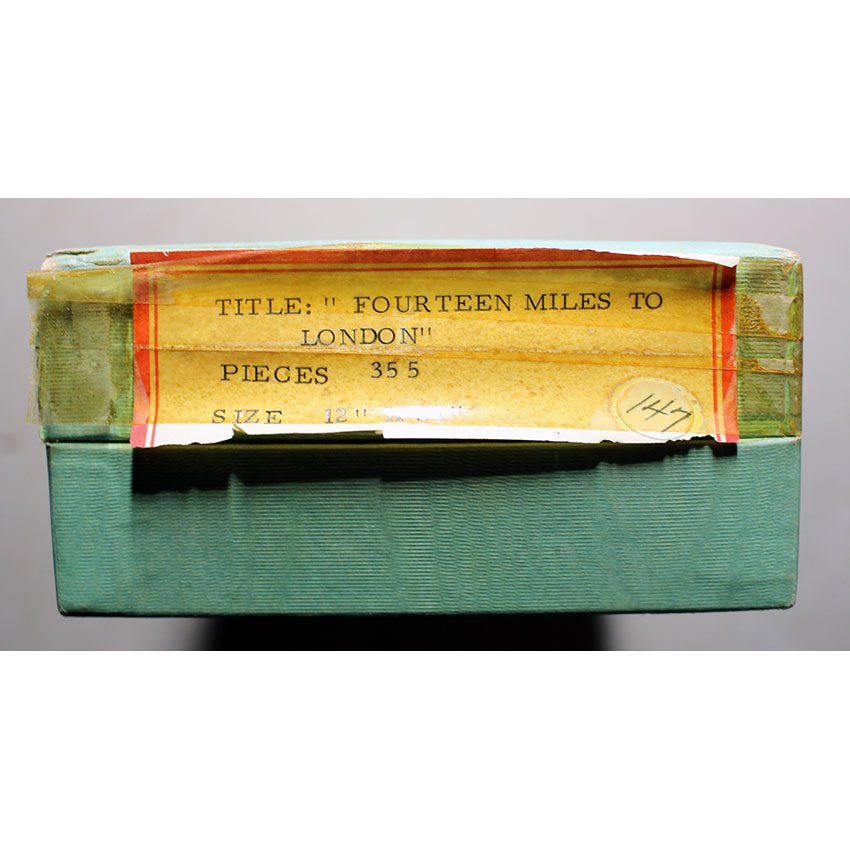 TITLE: " FOURTEEN MILES TO
LONDON"
PIECES 355
SIZE 12" X
147